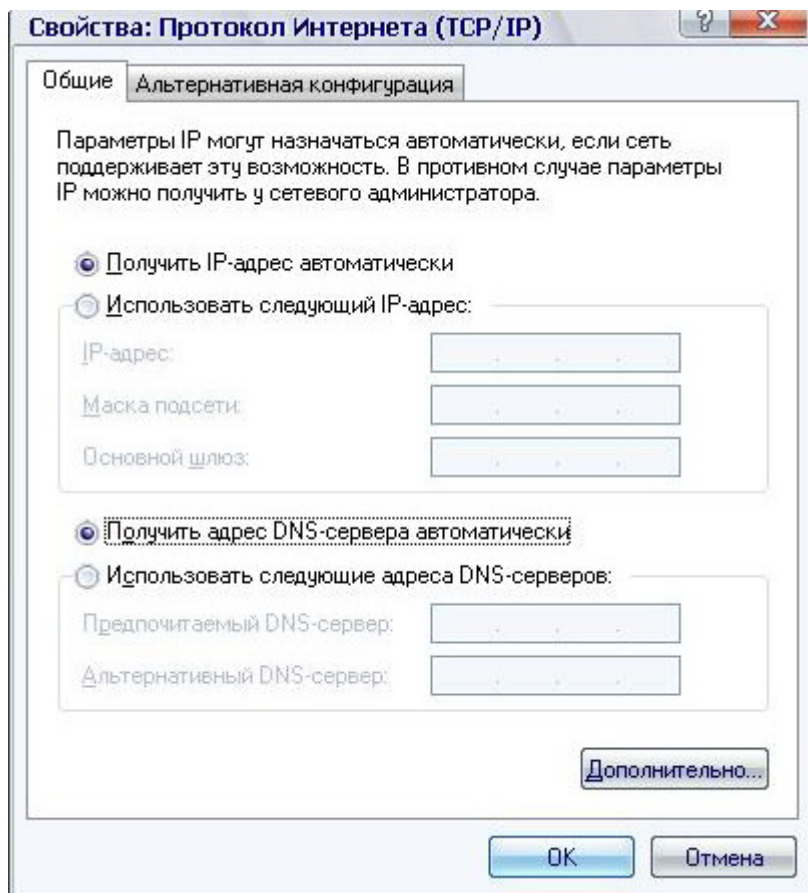 Свойства: Протокол Интернета (TCP/IP)
Общие
Альтернативная конфигурация
Параметры IP могут назначаться автоматически, если сеть
поддерживает эту возможность. В противном случае параметры
IP можно получить у сетевого администратора.
Получить IP-адрес автоматически
Использовать следующий IP-адрес:
IP-адрес:
Маска подсети:
Основной шлюз:
Получить адрес DNS-сервера автоматически
Использовать следующие адреса DNS-серверов:
Предпочитаемый DNS-сервер:
Альтернативный DNS-сервер:
Дополнительно...
OK
Отмена